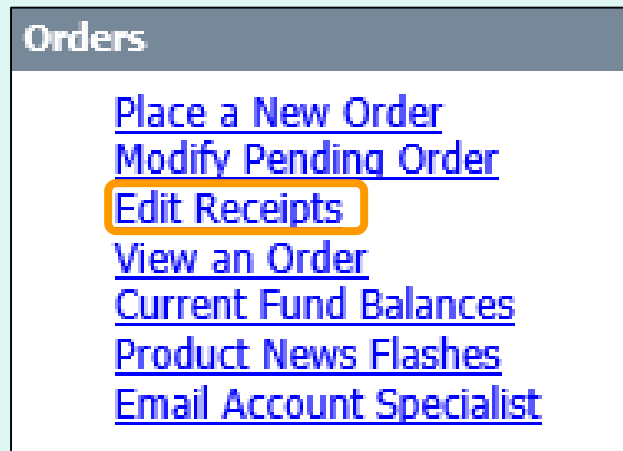 Orders
Place a New Order
Modify Pending Order
Edit Receipts
View an Order
Current Fund Balances
Product News Flashes
Email Account Specialist